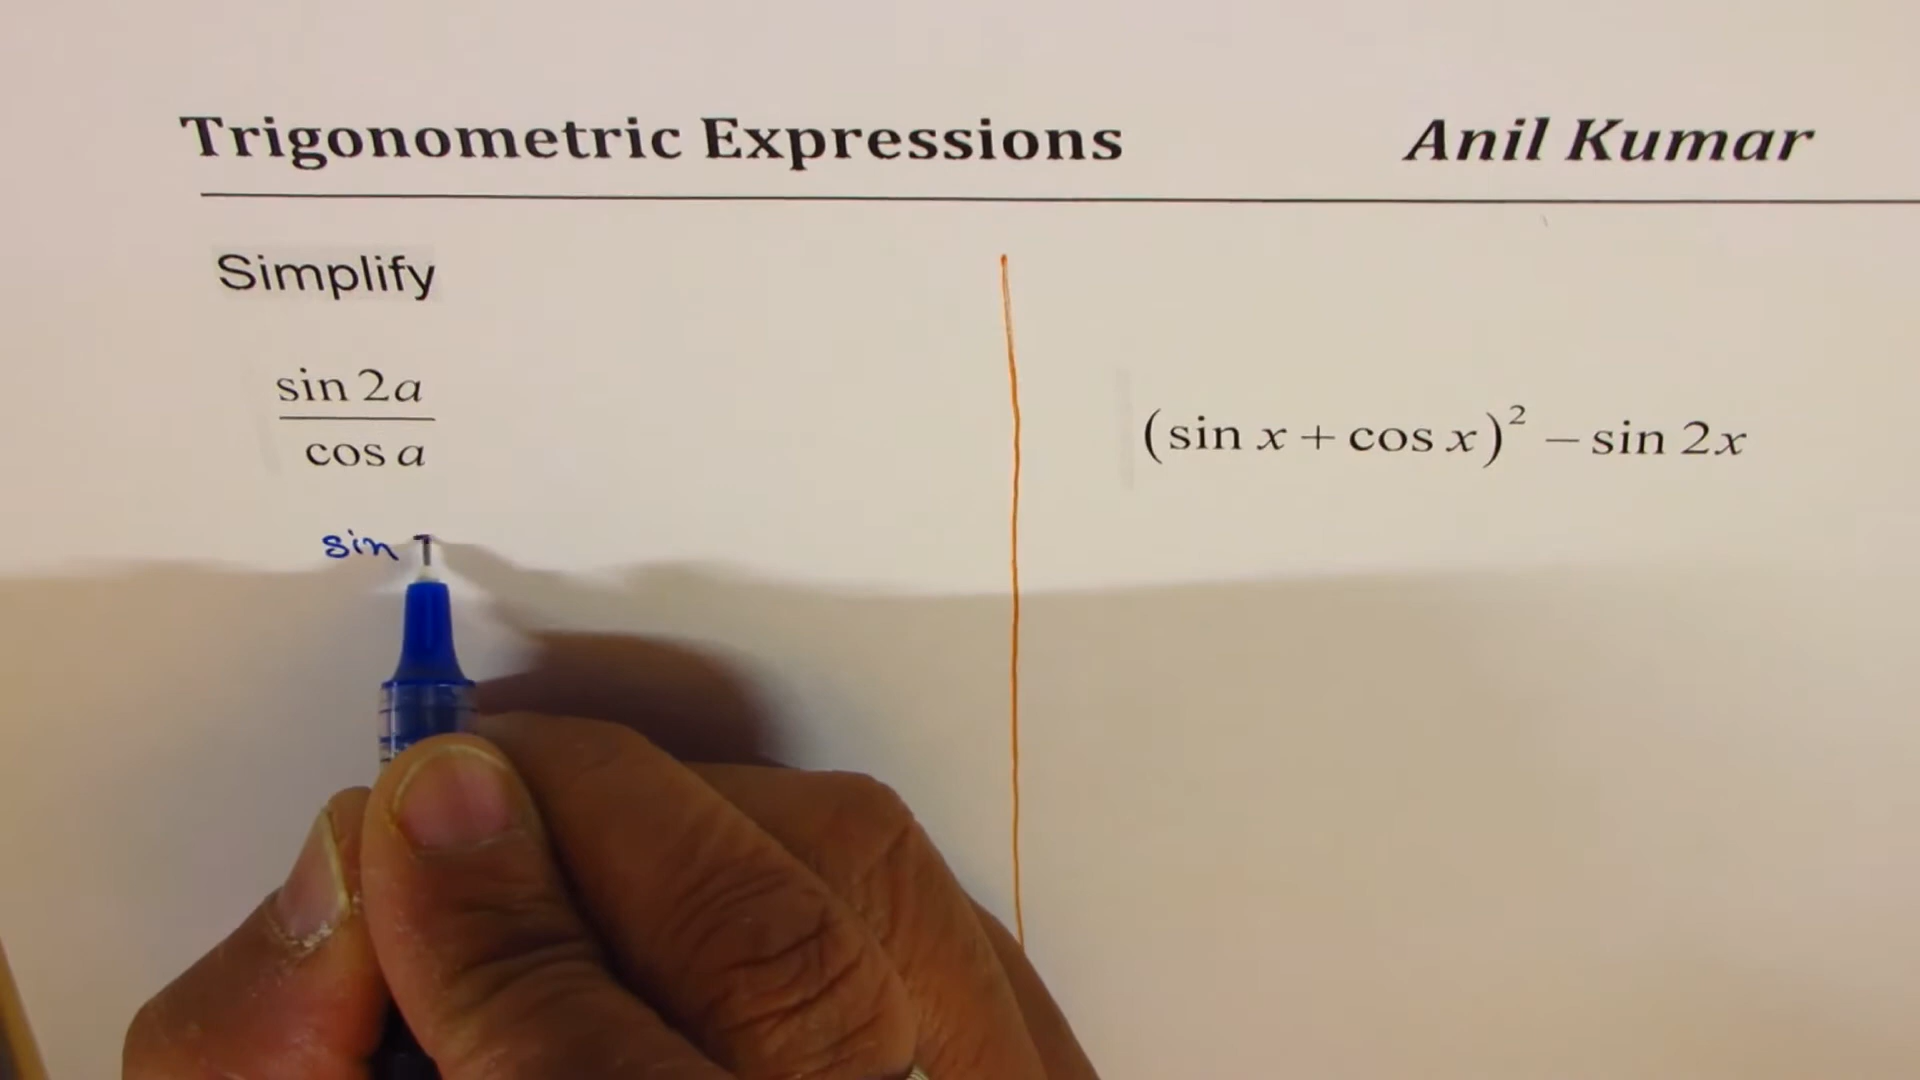 Trigonometric Expressions Anil Kumar
Simplify
sin 2a
cos a
(sin x + cos x)² − sin 2x
sin